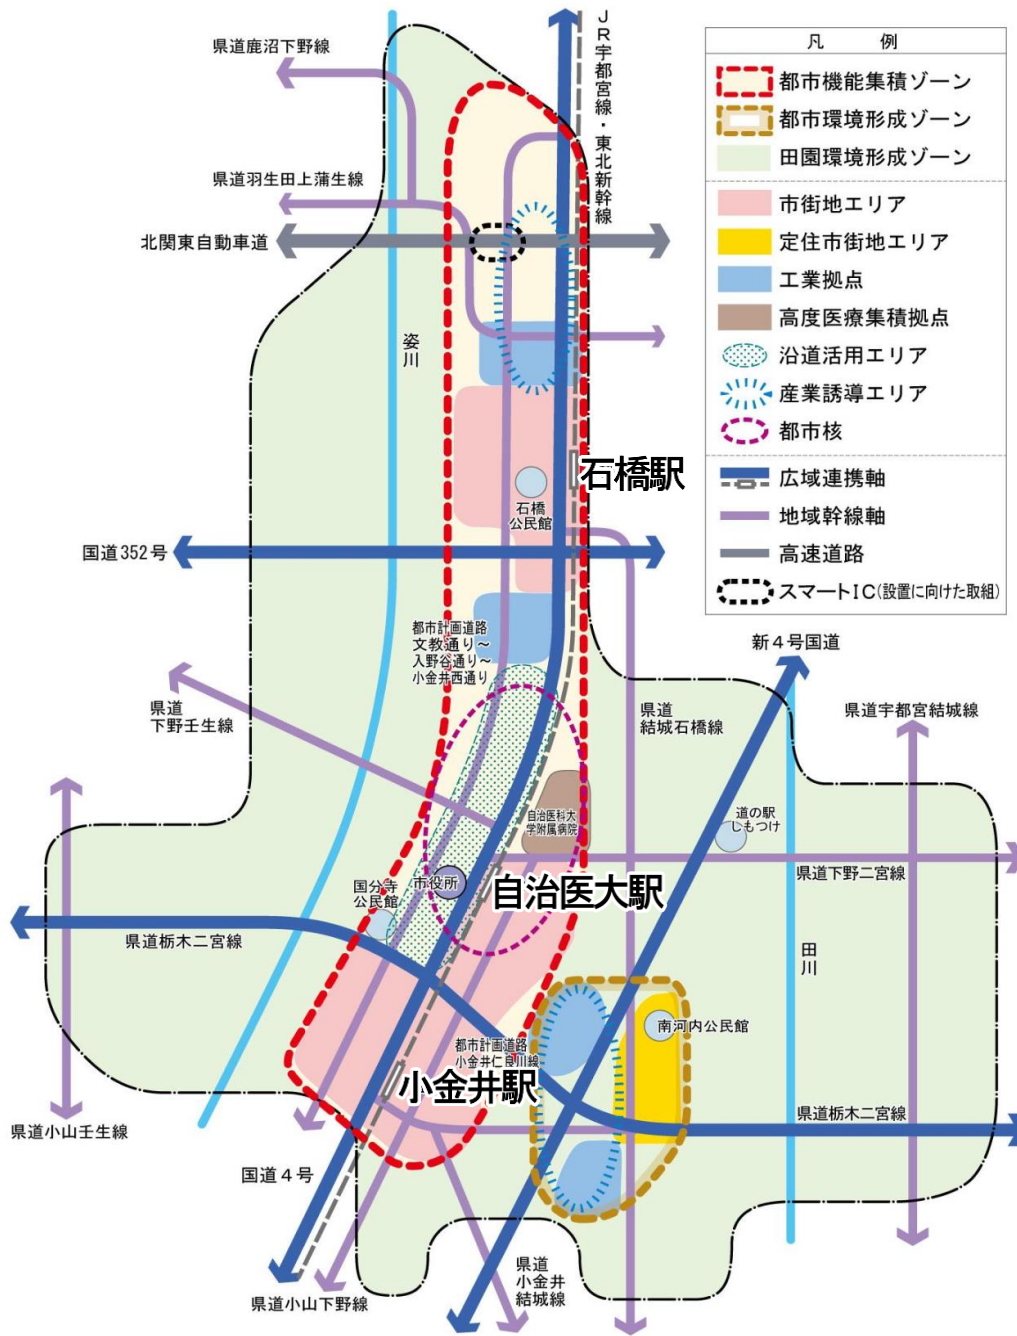 県道鹿沼下野線
JR宇都宮線・東北新幹線
凡　例
都市機能集積ゾーン
都市環境形成ゾーン
田園環境形成ゾーン
市街地エリア
定住市街地エリア
工業拠点
高度医療集積拠点
沿道活用エリア
産業誘導エリア
都市核
広域連携軸
地域幹線軸
高速道路
スマートIC(設置に向けた取組)
県道羽生田上蒲生線
北関東自動車道
姿川
石橋駅
石橋
公民館
国道352号
都市計画道路
文教通り～
入野谷通り～
小金井西通り
新4号国道
県道
下野壬生線
県道
結城石橋線
県道宇都宮結城線
自治医科大
学附属病院
道の駅
しもつけ
県道下野二宮線
国分寺
公民館
市役所
自治医大駅
県道栃木二宮線
田川
南河内公民館
都市計画道路
小金井仁良川線
小金井駅
県道栃木二宮線
県道小山壬生線
国道4号
県道小山下野線
県道
小金井
結城線